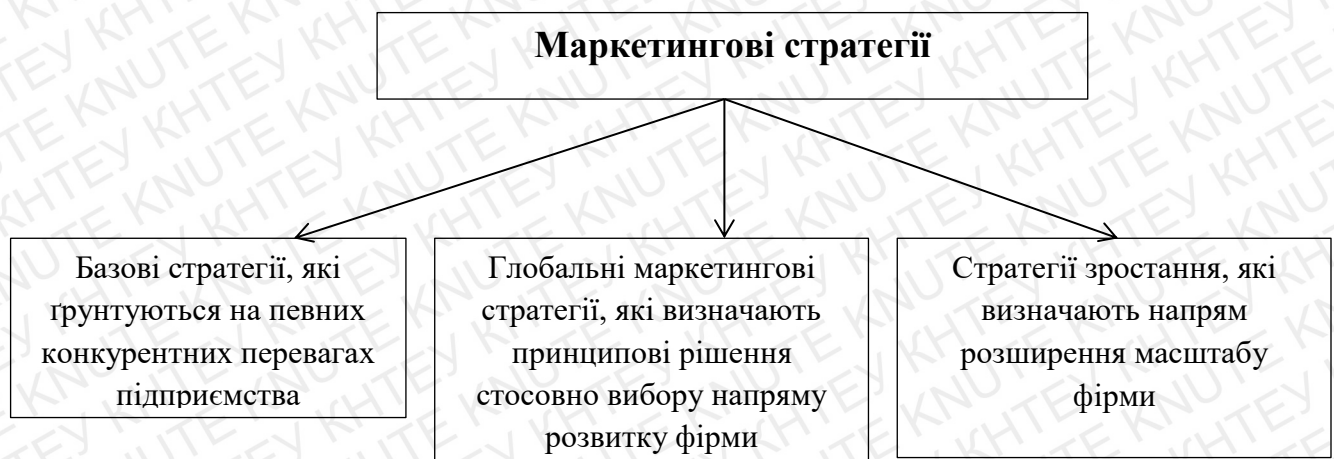 Маркетингові стратегії
Базові стратегії, які
ґрунтуються на певних
конкурентних перевагах
підприємства
Глобальні маркетингові
стратегії, які визначають
принципові рішення
стосовно вибору напряму
розвитку фірми
Стратегії зростання, які
визначають напрям
розширення масштабу
фірми